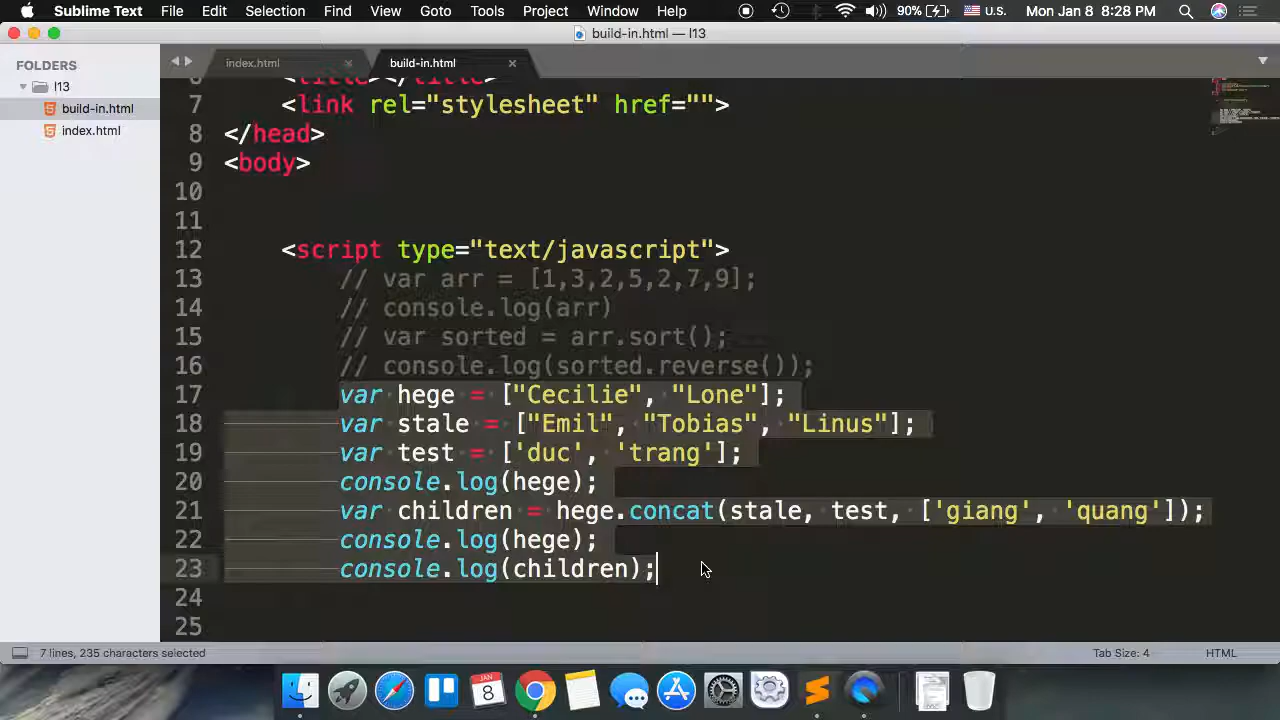 Sublime Text File Edit Selection Find View Goto Tools Project Window Help 90% U.S. Mon Jan 8 8:28 PM
build-in.html — l13
FOLDERS
l13
build-in.html
index.html
index.html × build-in.html ×
6 <title></title>
7 <link rel="stylesheet" href="">
8 </head>
9 <body>
10
11
12 <script type="text/javascript">
13 // var arr = [1,3,2,5,2,7,9];
14 // console.log(arr)
15 // var sorted = arr.sort();
16 // console.log(sorted.reverse());
17 var hege = ["Cecilie", "Lone"];
18 var stale = ["Emil", "Tobias", "Linus"];
19 var test = ['duc', 'trang'];
20 console.log(hege);
21 var children = hege.concat(stale, test, ['giang', 'quang']);
22 console.log(hege);
23 console.log(children);
24
25
7 lines, 235 characters selected Tab Size: 4 HTML
JAN
8